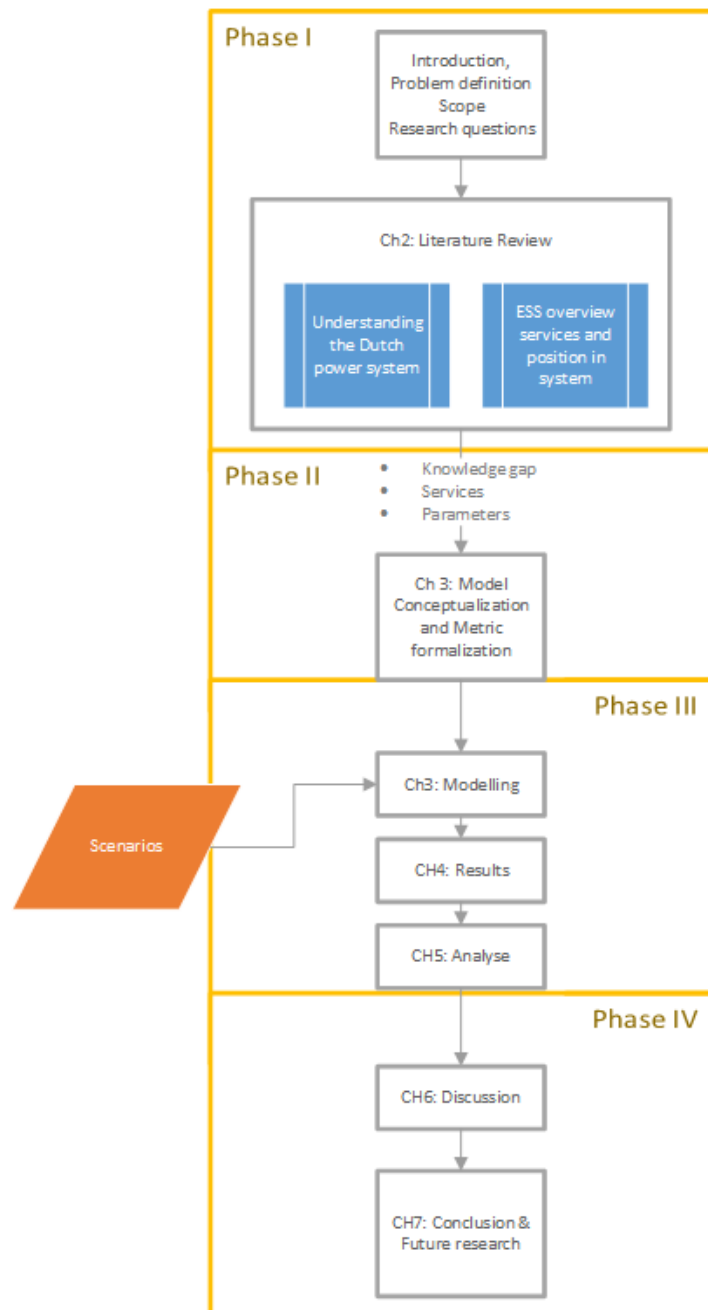 Phase I
Introduction,
Problem definition
Scope
Research questions
Ch2: Literature Review
Understanding
the Dutch
power system
ESS overview
services and
position in
system
Phase II
• Knowledge gap
• Services
• Parameters
Ch 3: Model
Conceptualization
and Metric
formalization
Phase III
Ch3: Modelling
Scenarios
CH4: Results
CH5: Analyse
Phase IV
CH6: Discussion
CH7: Conclusion &
Future research